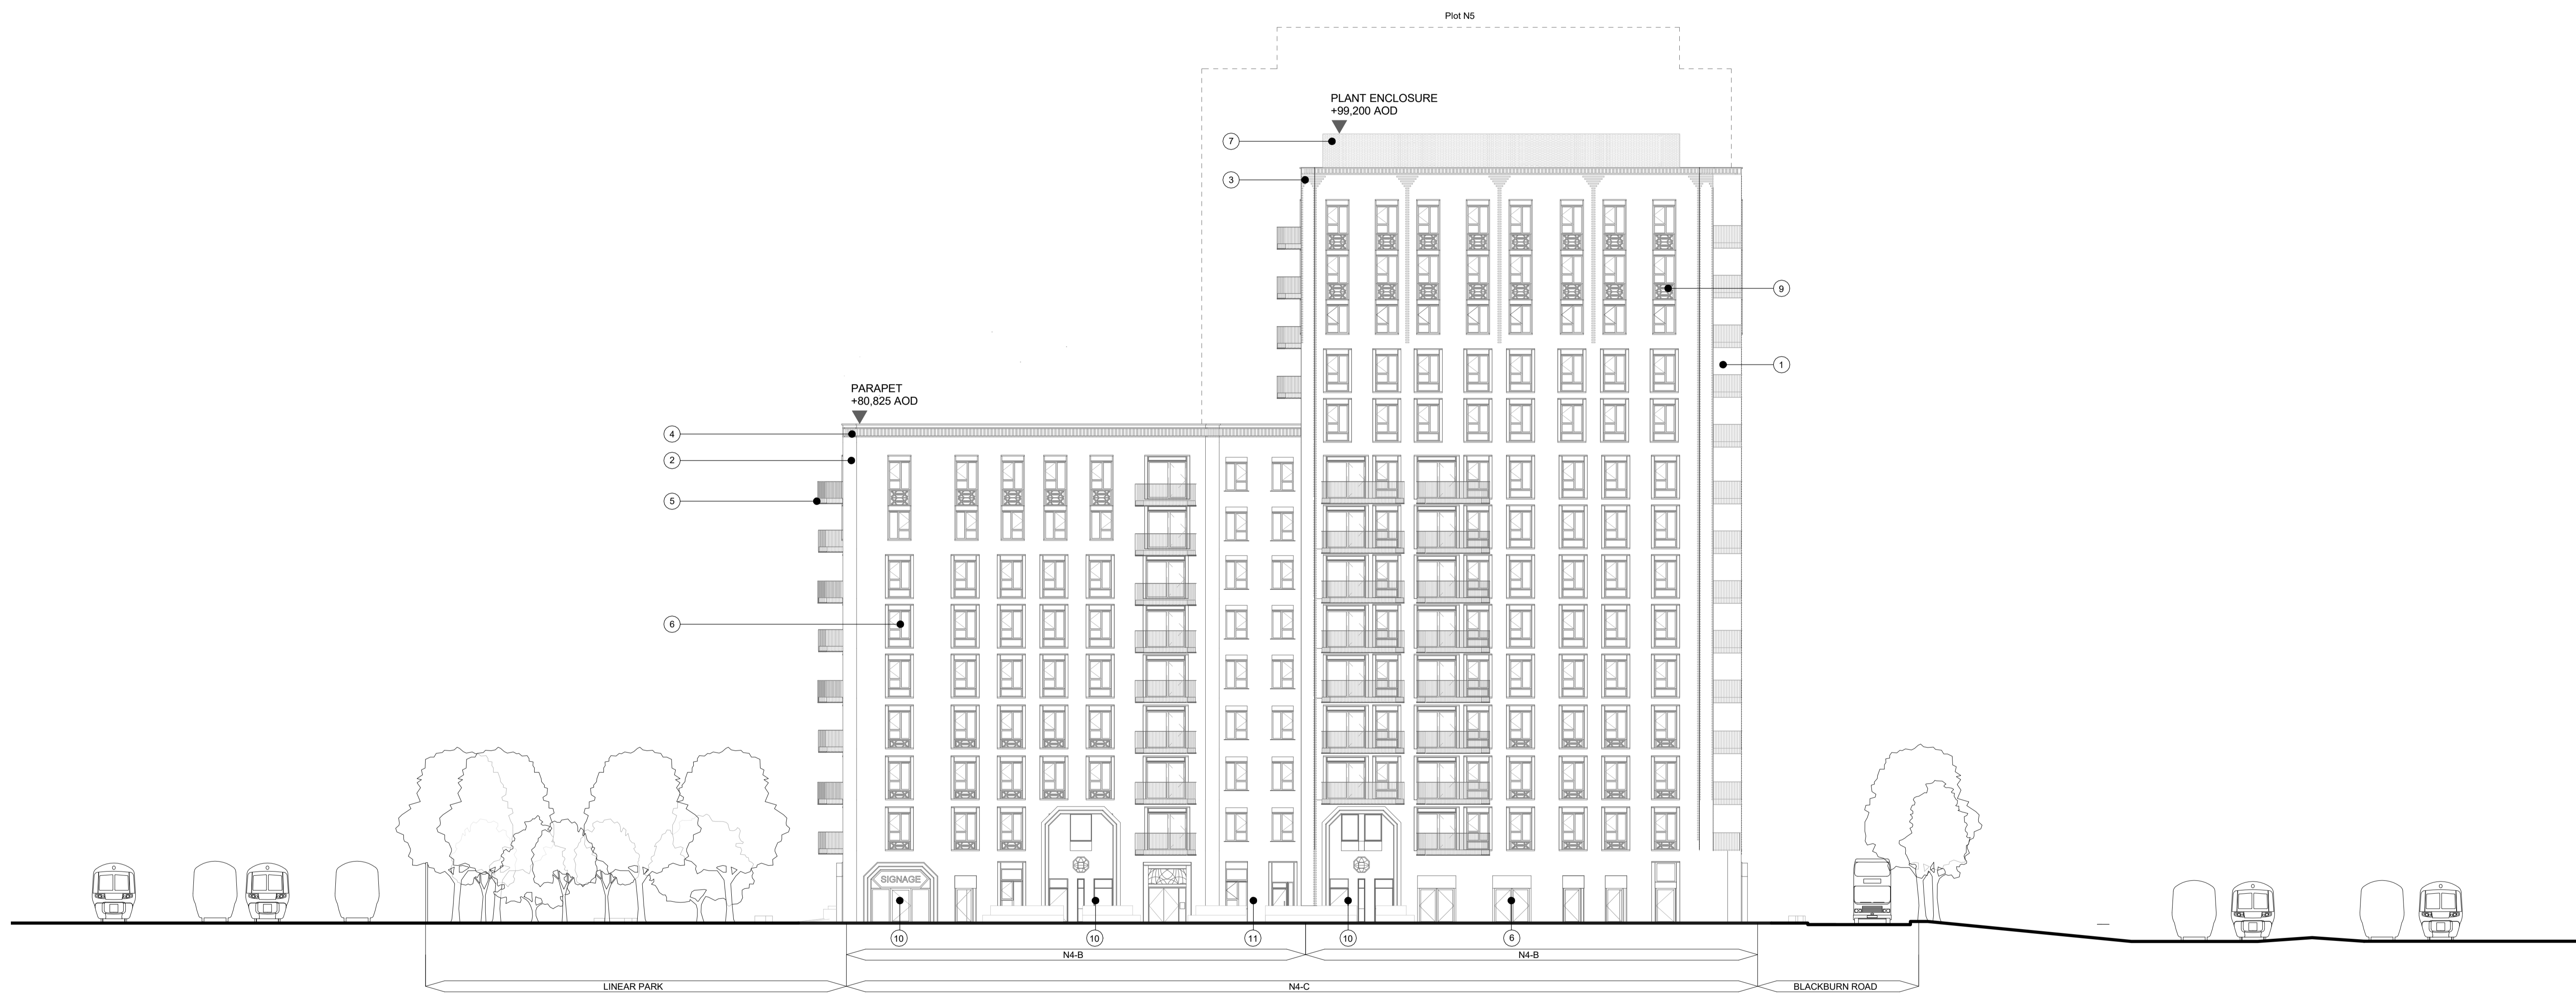 Plot N5
PLANT ENCLOSURE
+99,200 AOD
7
3
9
1
PARAPET
+80,825 AOD
4
2
5
6
SIGNAGE
10
10
11
10
6
N4-B
N4-B
LINEAR PARK
N4-C
BLACKBURN ROAD